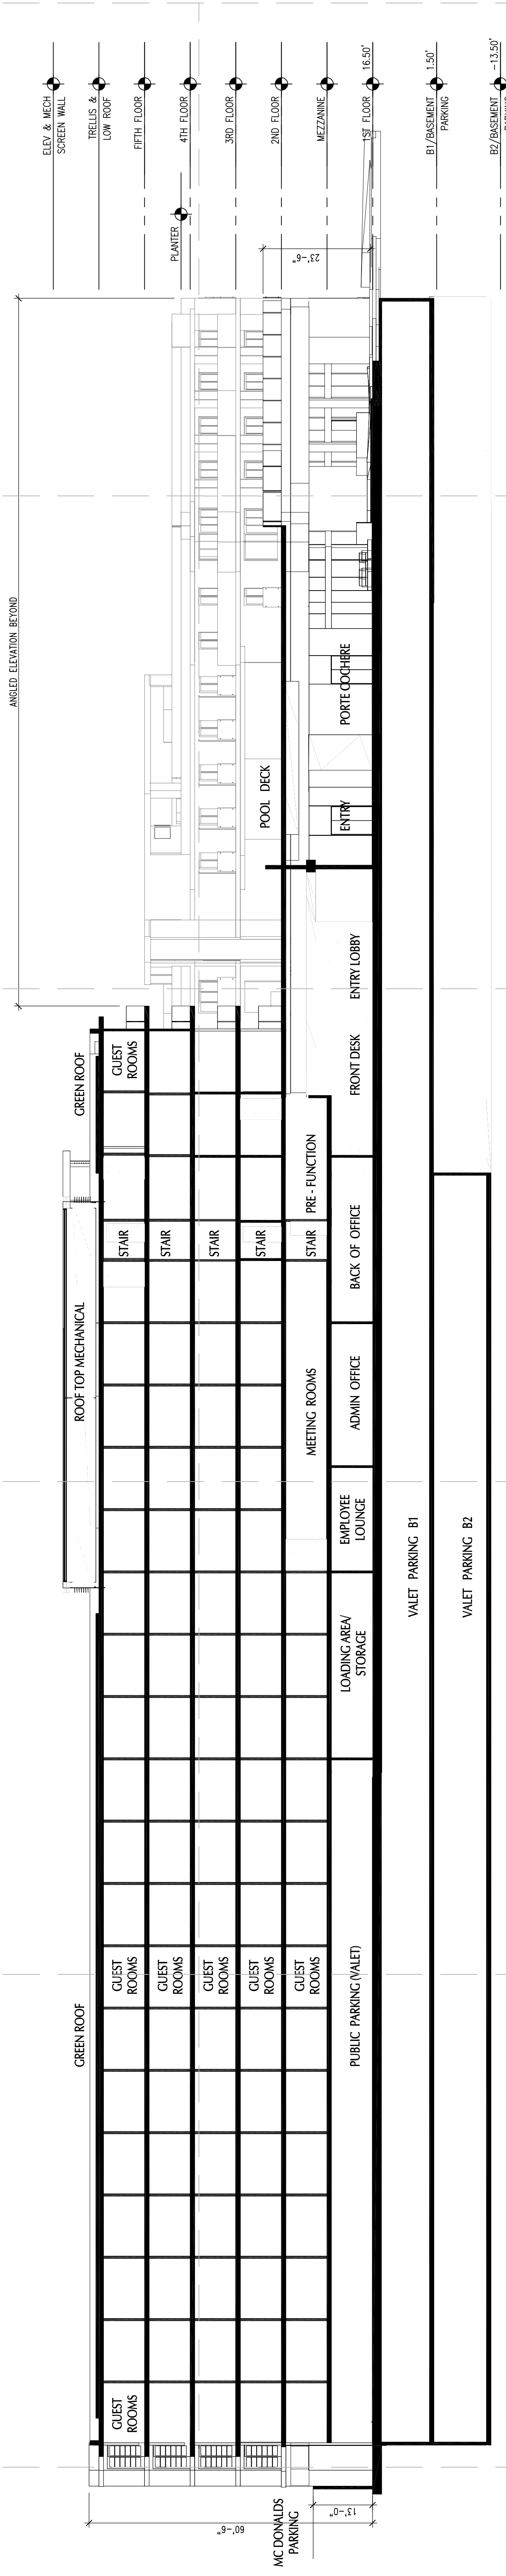 ELEV & MECH
SCREEN WALL
TRELLIS &
LOW ROOF
FIFTH FLOOR
4TH FLOOR
3RD FLOOR
2ND FLOOR
MEZZANINE
1ST FLOOR 16.50'
B1/BASEMENT 1.50'
PARKING
B2/BASEMENT -13.50'
PARKING
PLANTER
23'-6"
ANGLED ELEVATION BEYOND
POOL DECK
PORTE COCHERE
ENTRY
ENTRY LOBBY
FRONT DESK
GREEN ROOF
GUEST
ROOMS
PRE - FUNCTION
STAIR
STAIR
STAIR
STAIR
STAIR
BACK OF OFFICE
ROOF TOP MECHANICAL
MEETING ROOMS
ADMIN OFFICE
EMPLOYEE
LOUNGE
VALET PARKING B1
VALET PARKING B2
LOADING AREA/
STORAGE
GREEN ROOF
GUEST
ROOMS
GUEST
ROOMS
GUEST
ROOMS
GUEST
ROOMS
GUEST
ROOMS
PUBLIC PARKING (VALET)
GUEST
ROOMS
60'-6"
MC DONALDS
PARKING
13'-0"